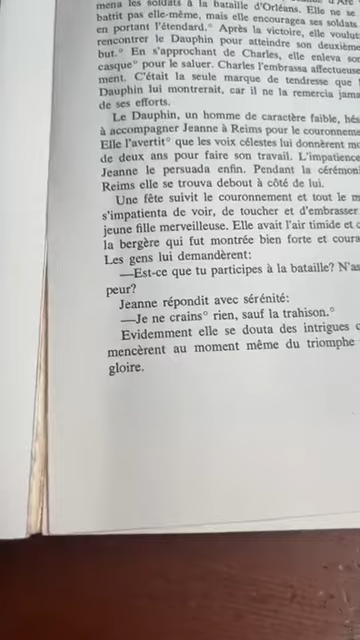 mena les soldats à la bataille d'Orléans. Elle ne se
battit pas elle-même, mais elle encouragea ses soldats
en portant l'étendard.° Après la victoire, elle voulut
rencontrer le Dauphin pour atteindre son deuxième
but.° En s'approchant de Charles, elle enleva son
casque° pour le saluer. Charles l'embrassa affectueuse
ment. C'était la seule marque de tendresse que l
Dauphin lui montrerait, car il ne la remercia jama
de ses efforts.
Le Dauphin, un homme de caractère faible, hés
à accompagner Jeanne à Reims pour le couronneme
Elle l'avertit° que les voix célestes lui donnèrent mo
de deux ans pour faire son travail. L'impatience
Jeanne le persuada enfin. Pendant la cérémon
Reims elle se trouva debout à côté de lui.
Une fête suivit le couronnement et tout le m
s'impatienta de voir, de toucher et d'embrasser
jeune fille merveilleuse. Elle avait l'air timide et c
la bergère qui fut montrée bien forte et coura
Les gens lui demandèrent:
—Est-ce que tu participes à la bataille? N'as
peur?
Jeanne répondit avec sérénité:
—Je ne crains° rien, sauf la trahison.°
Evidemment elle se douta des intrigues c
mencèrent au moment même du triomphe
gloire.